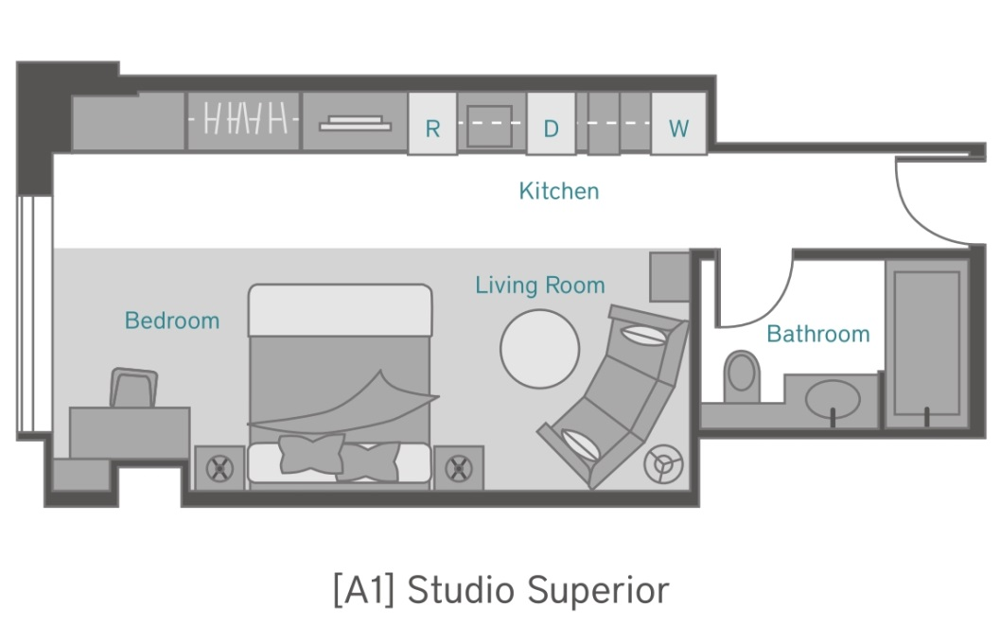 R D W
Kitchen
Living Room
Bedroom
Bathroom
[A1] Studio Superior